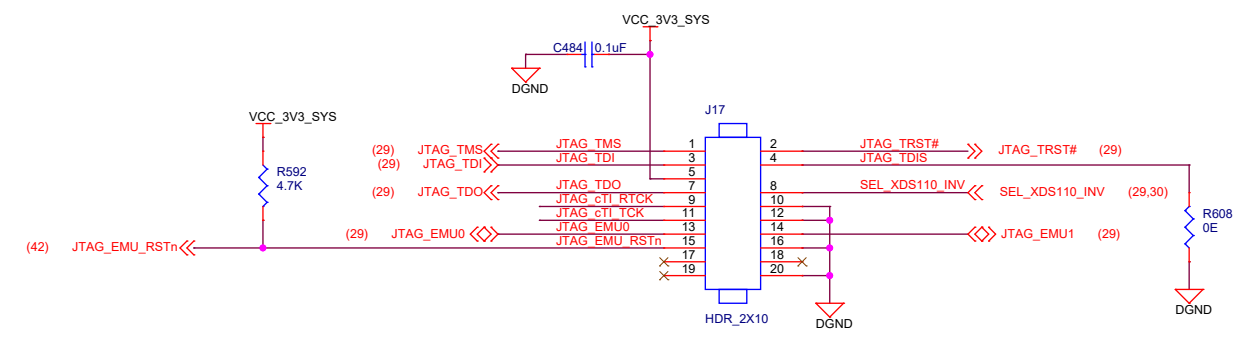 VCC_3V3_SYS
C484 0.1uF
DGND
VCC_3V3_SYS
J17
R592
4.7K
(29) JTAG_TMS JTAG_TMS 1 2 JTAG_TRST# JTAG_TRST# (29)
(29) JTAG_TDI JTAG_TDI 3 4 JTAG_TDIS
5
(29) JTAG_TDO JTAG_TDO 7 8 SEL_XDS110_INV SEL_XDS110_INV (29,30)
JTAG_cTI_RTCK 9 10
JTAG_cTI_TCK 11 12
(29) JTAG_EMU0 JTAG_EMU0 13 14 JTAG_EMU1 (29)
(42) JTAG_EMU_RSTn JTAG_EMU_RSTn 15 16
17 18
19 20
R608
0E
HDR_2X10
DGND
DGND